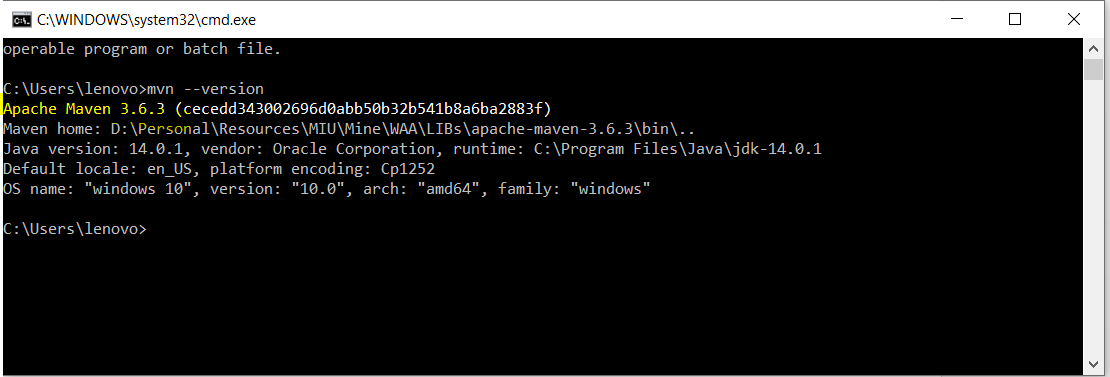 C:\WINDOWS\system32\cmd.exe
operable program or batch file.
C:\Users\lenovo>mvn --version
Apache Maven 3.6.3 (cecedd343002696d0abb50b32b541b8a6ba2883f)
Maven home: D:\Personal\Resources\MIU\Mine\WAA\LIBs\apache-maven-3.6.3\bin\..
Java version: 14.0.1, vendor: Oracle Corporation, runtime: C:\Program Files\Java\jdk-14.0.1
Default locale: en_US, platform encoding: Cp1252
OS name: "windows 10", version: "10.0", arch: "amd64", family: "windows"
C:\Users\lenovo>